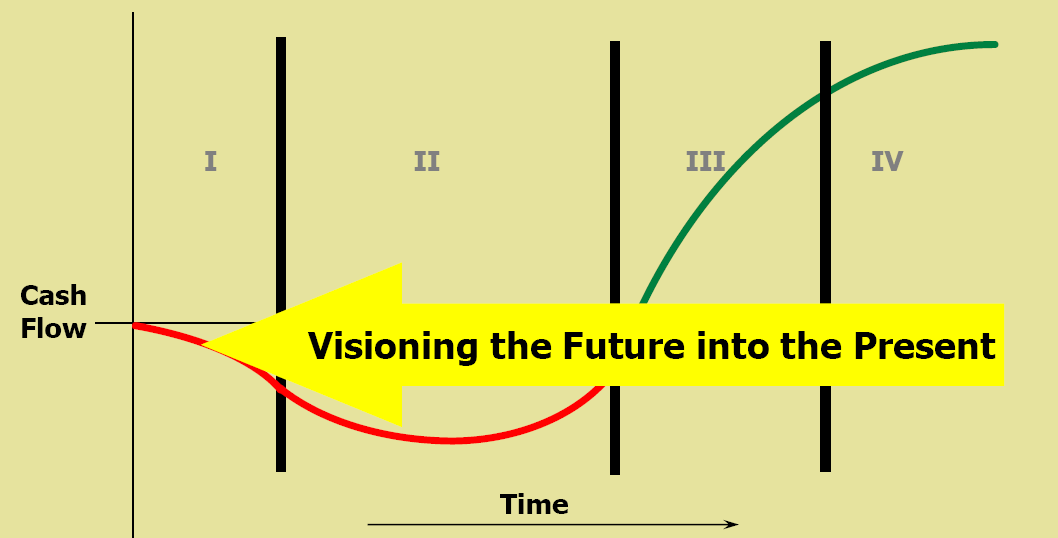 I
II
III
IV
Cash
Flow
Visioning the Future into the Present
Time